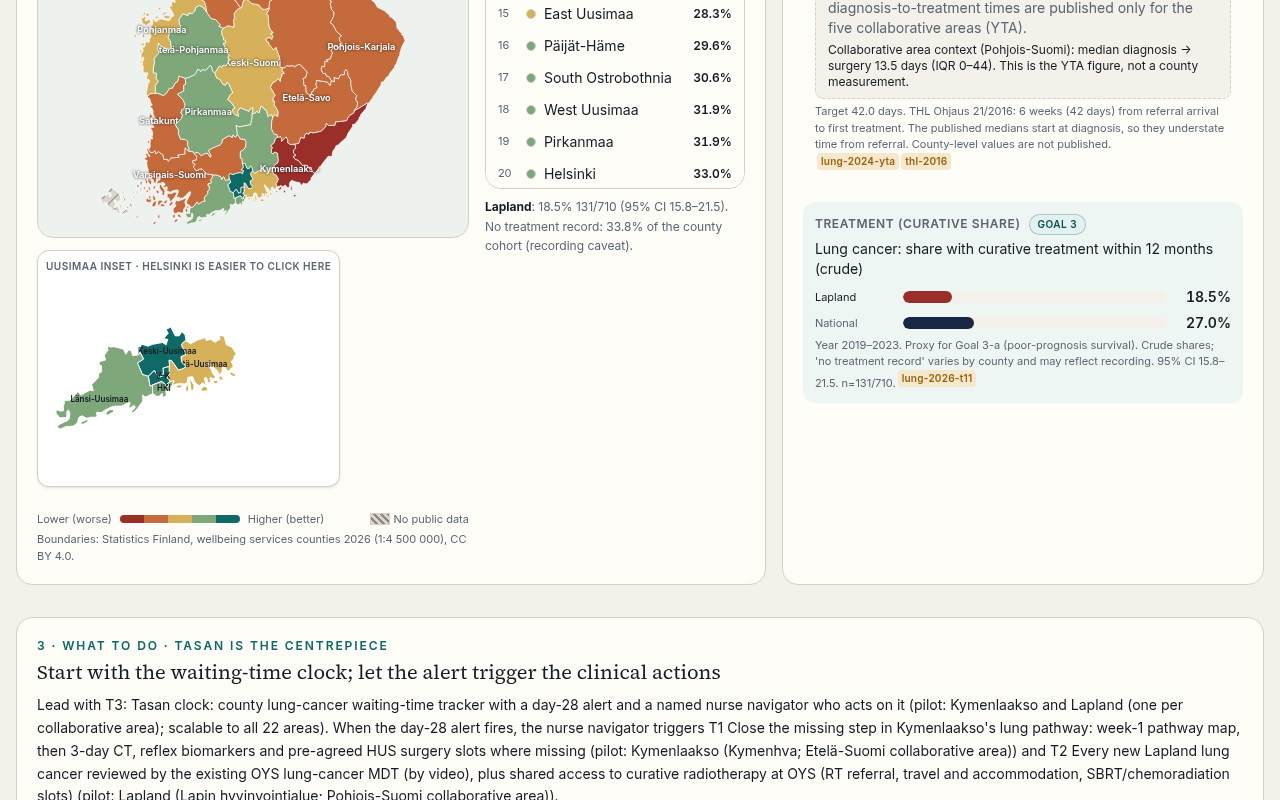 Pohjanmaa
telä-Pohjanmaa
Keski-Suomi
Pohjois-Karjala
Etelä-Savo
Pirkanmaa
Satakunt
Kymenlaaks
Varsinais-Suomi
15 East Uusimaa 28.3%
16 Päijät-Häme 29.6%
17 South Ostrobothnia 30.6%
18 West Uusimaa 31.9%
19 Pirkanmaa 31.9%
20 Helsinki 33.0%
Lapland: 18.5% 131/710 (95% CI 15.8–21.5).
No treatment record: 33.8% of the county
cohort (recording caveat).
UUSIMAA INSET · HELSINKI IS EASIER TO CLICK HERE
Keski-Uusimaa
tä-Uusimaa
HKI
Länsi-Uusimaa
Lower (worse) Higher (better) No public data
Boundaries: Statistics Finland, wellbeing services counties 2026 (1:4 500 000), CC
BY 4.0.
diagnosis-to-treatment times are published only for the
five collaborative areas (YTA).
Collaborative area context (Pohjois-Suomi): median diagnosis →
surgery 13.5 days (IQR 0–44). This is the YTA figure, not a county
measurement.
Target 42.0 days. THL Ohjaus 21/2016: 6 weeks (42 days) from referral arrival
to first treatment. The published medians start at diagnosis, so they understate
time from referral. County-level values are not published.
lung-2024-yta thl-2016
TREATMENT (CURATIVE SHARE) GOAL 3
Lung cancer: share with curative treatment within 12 months
(crude)
Lapland 18.5%
National 27.0%
Year 2019–2023. Proxy for Goal 3-a (poor-prognosis survival). Crude shares;
'no treatment record' varies by county and may reflect recording. 95% CI 15.8–
21.5. n=131/710. lung-2026-t11
3 · WHAT TO DO · TASAN IS THE CENTREPIECE
Start with the waiting-time clock; let the alert trigger the clinical actions
Lead with T3: Tasan clock: county lung-cancer waiting-time tracker with a day-28 alert and a named nurse navigator who acts on it (pilot: Kymenlaakso and Lapland (one per
collaborative area); scalable to all 22 areas). When the day-28 alert fires, the nurse navigator triggers T1 Close the missing step in Kymenlaakso's lung pathway: week-1 pathway map,
then 3-day CT, reflex biomarkers and pre-agreed HUS surgery slots where missing (pilot: Kymenlaakso (Kymenhva; Etelä-Suomi collaborative area)) and T2 Every new Lapland lung
cancer reviewed by the existing OYS lung-cancer MDT (by video), plus shared access to curative radiotherapy at OYS (RT referral, travel and accommodation, SBRT/chemoradiation
slots) (pilot: Lapland (Lapin hyvinvointialue; Pohjois-Suomi collaborative area)).